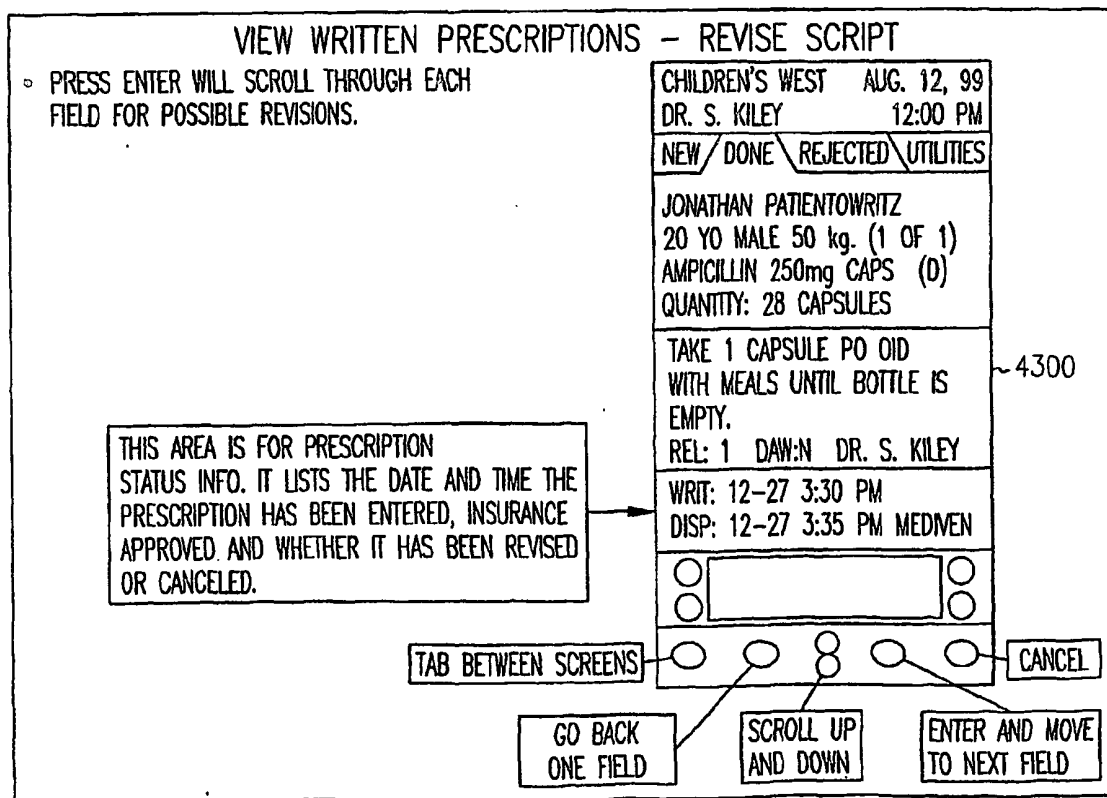 VIEW WRITTEN PRESCRIPTIONS – REVISE SCRIPT
PRESS ENTER WILL SCROLL THROUGH EACH
FIELD FOR POSSIBLE REVISIONS.
CHILDREN'S WEST AUG. 12, 99
DR. S. KILEY 12:00 PM
NEW DONE REJECTED UTILITIES
JONATHAN PATIENTOWRITZ
20 YO MALE 50 kg. (1 OF 1)
AMPICILLIN 250mg CAPS (D)
QUANTITY: 28 CAPSULES
TAKE 1 CAPSULE PO OID
WITH MEALS UNTIL BOTTLE IS
EMPTY.
REL: 1 DAW:N DR. S. KILEY
4300
THIS AREA IS FOR PRESCRIPTION
STATUS INFO. IT LISTS THE DATE AND TIME THE
PRESCRIPTION HAS BEEN ENTERED, INSURANCE
APPROVED. AND WHETHER IT HAS BEEN REVISED
OR CANCELED.
WRIT: 12–27 3:30 PM
DISP: 12–27 3:35 PM MEDIVEN
TAB BETWEEN SCREENS
CANCEL
GO BACK
ONE FIELD
SCROLL UP
AND DOWN
ENTER AND MOVE
TO NEXT FIELD